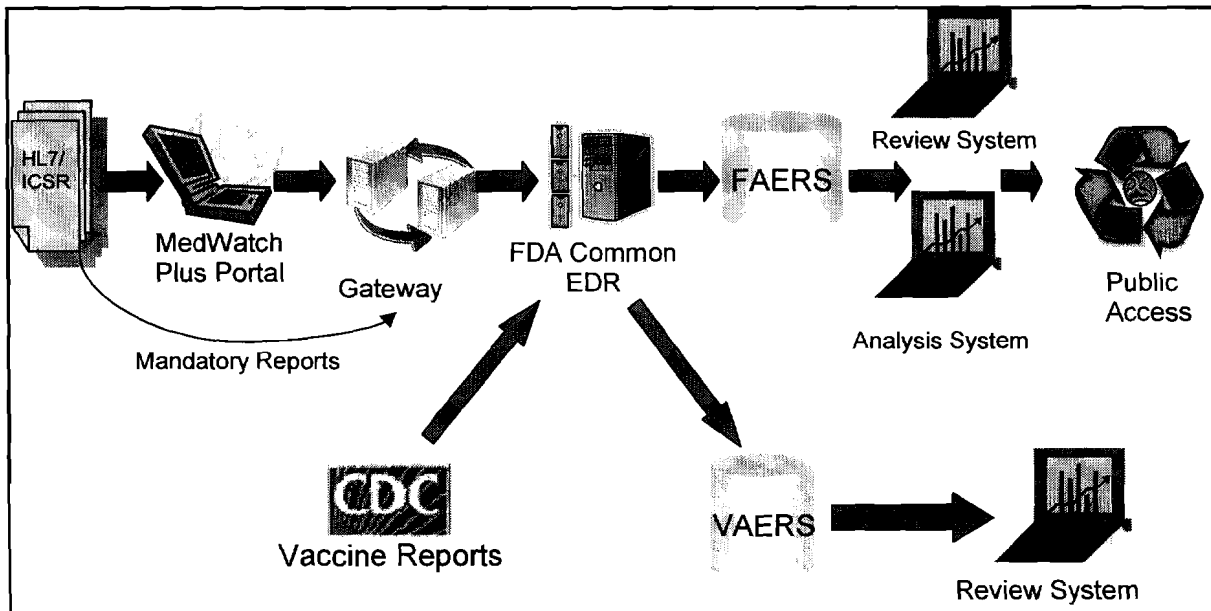 HL7/
ICSR
MedWatch
Plus Portal
Gateway
Mandatory Reports
FDA Common
EDR
FAERS
Review System
Analysis System
Public
Access
CDC
Vaccine Reports
VAERS
Review System